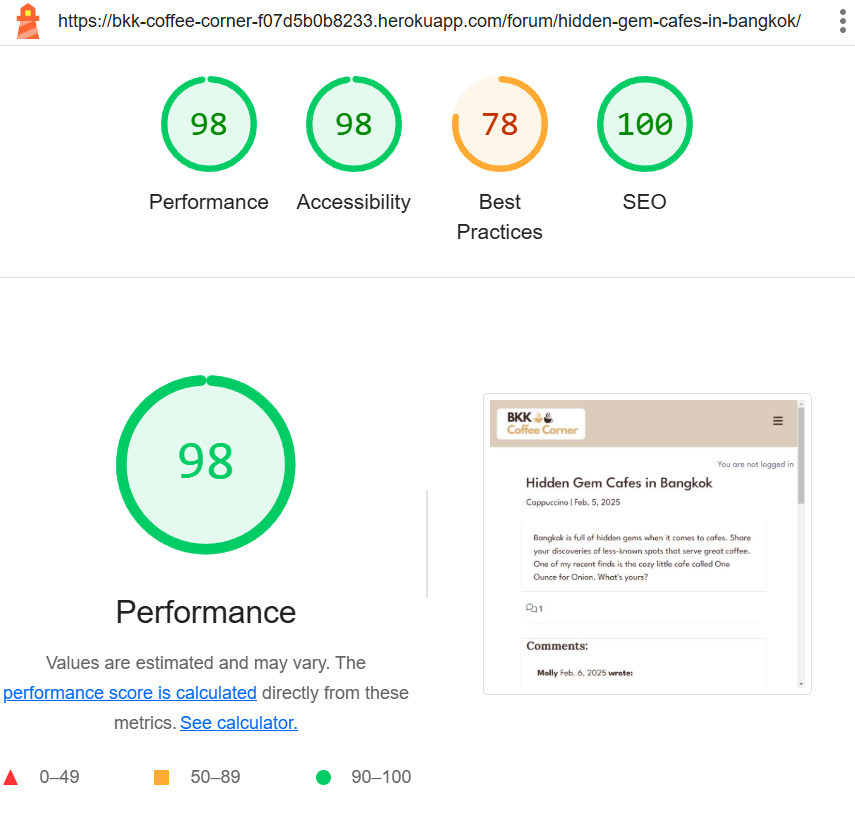 https://bkk-coffee-corner-f07d5b0b8233.herokuapp.com/forum/hidden-gem-cafes-in-bangkok/
98
98
78
100
Performance
Accessibility
Best
Practices
SEO
98
Performance
Values are estimated and may vary. The
performance score is calculated directly from these
metrics. See calculator.
0–49
50–89
90–100
BKK
Coffee Corner
You are not logged in
Hidden Gem Cafes in Bangkok
Cappuccino | Feb. 5, 2025
Bangkok is full of hidden gems when it comes to cafes. Share
your discoveries of less-known spots that serve great coffee.
One of my recent finds is the cozy little cafe called One
Ounce for Onion. What's yours?
1
Comments:
Molly Feb. 6, 2025 wrote: